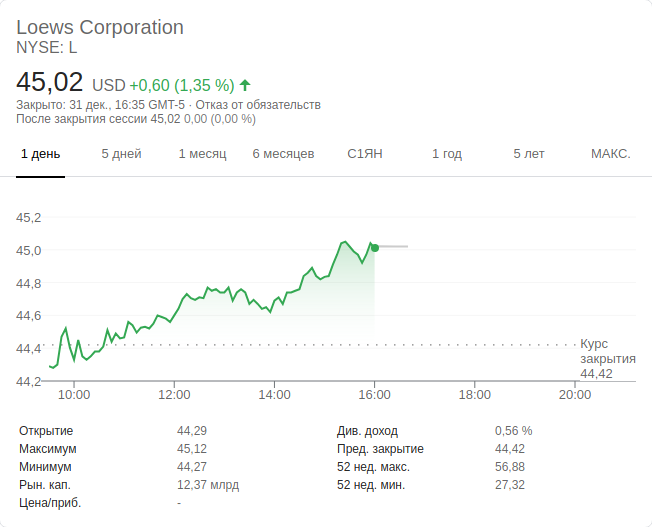 Loews Corporation
NYSE: L
45,02 USD +0,60 (1,35 %)
Закрыто: 31 дек., 16:35 GMT-5 · Отказ от обязательств
После закрытия сессии 45,02 0,00 (0,00 %)
1 день 5 дней 1 месяц 6 месяцев С1ЯН 1 год 5 лет МАКС.
45,2
45,0
44,8
44,6
44,4
44,2
Курс
закрытия
44,42
10:00 12:00 14:00 16:00 18:00 20:00
Открытие 44,29 Див. доход 0,56 %
Максимум 45,12 Пред. закрытие 44,42
Минимум 44,27 52 нед. макс. 56,88
Рын. кап. 12,37 млрд 52 нед. мин. 27,32
Цена/приб. -